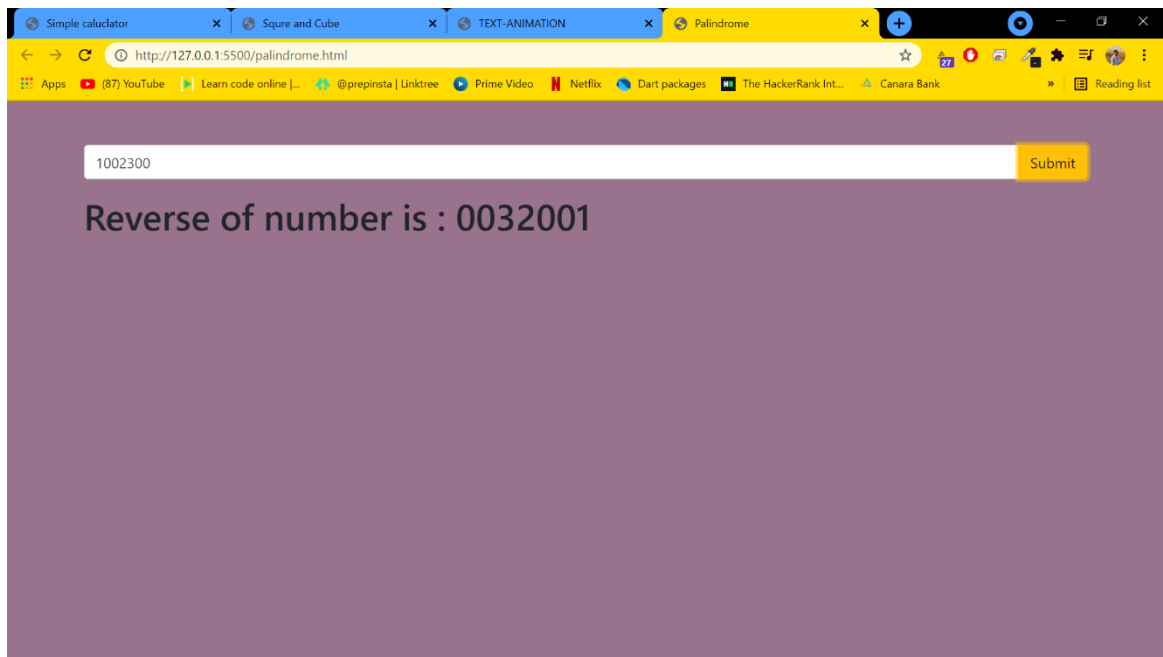 Simple caluclator
Squre and Cube
TEXT-ANIMATION
Palindrome
http://127.0.0.1:5500/palindrome.html
27
Apps
(87) YouTube
Learn code online |...
@prepinsta | Linktree
Prime Video
Netflix
Dart packages
The HackerRank Int...
Canara Bank
»
Reading list
1002300
Submit
Reverse of number is : 0032001